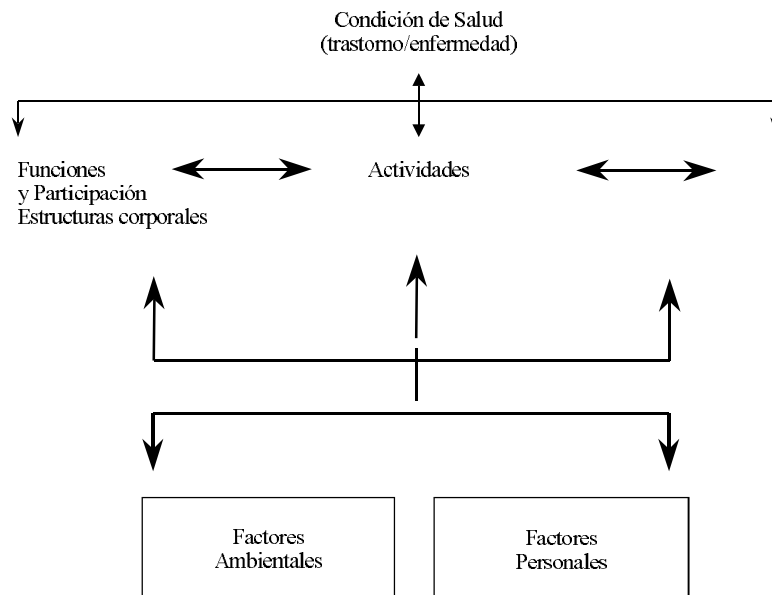 Condición de Salud
(trastorno/enfermedad)
Funciones
y Participación
Estructuras corporales
Actividades
Factores
Ambientales
Factores
Personales